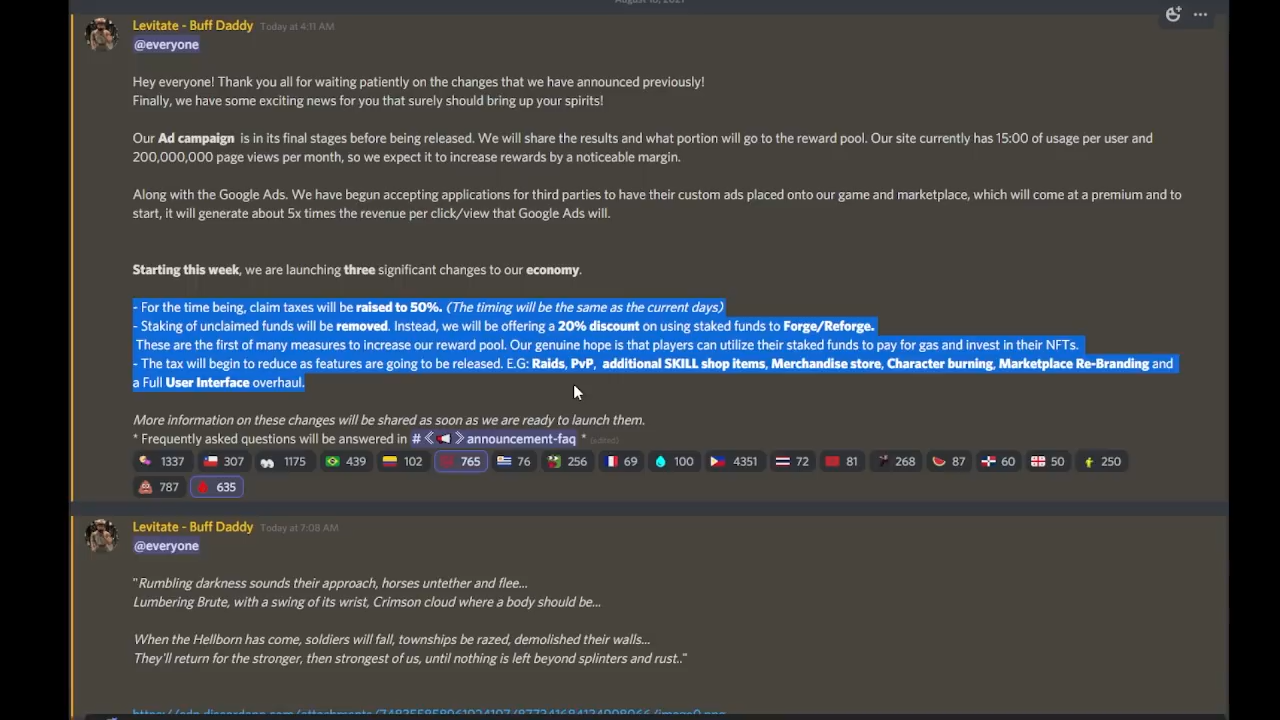 August 18, 2021
Levitate - Buff Daddy Today at 4:11 AM
@everyone
Hey everyone! Thank you all for waiting patiently on the changes that we have announced previously!
Finally, we have some exciting news for you that surely should bring up your spirits!
Our Ad campaign is in its final stages before being released. We will share the results and what portion will go to the reward pool. Our site currently has 15:00 of usage per user and
200,000,000 page views per month, so we expect it to increase rewards by a noticeable margin.
Along with the Google Ads. We have begun accepting applications for third parties to have their custom ads placed onto our game and marketplace, which will come at a premium and to
start, it will generate about 5x times the revenue per click/view that Google Ads will.
Starting this week, we are launching three significant changes to our economy.
- For the time being, claim taxes will be raised to 50%. (The timing will be the same as the current days)
- Staking of unclaimed funds will be removed. Instead, we will be offering a 20% discount on using staked funds to Forge/Reforge.
These are the first of many measures to increase our reward pool. Our genuine hope is that players can utilize their staked funds to pay for gas and invest in their NFTs.
- The tax will begin to reduce as features are going to be released. E.G: Raids, PvP, additional SKILL shop items, Merchandise store, Character burning, Marketplace Re-Branding and
a Full User Interface overhaul.
More information on these changes will be shared as soon as we are ready to launch them.
* Frequently asked questions will be answered in #《📢》announcement-faq * (edited)
1337 307 1175 439 102 765 76 256 69 100 4351 72 81 268 87 60 50 250
787 635
Levitate - Buff Daddy Today at 7:08 AM
@everyone
"Rumbling darkness sounds their approach, horses untether and flee...
Lumbering Brute, with a swing of its wrist, Crimson cloud where a body should be...
When the Hellborn has come, soldiers will fall, townships be razed, demolished their walls...
They'll return for the stronger, then strongest of us, until nothing is left beyond splinters and rust.."